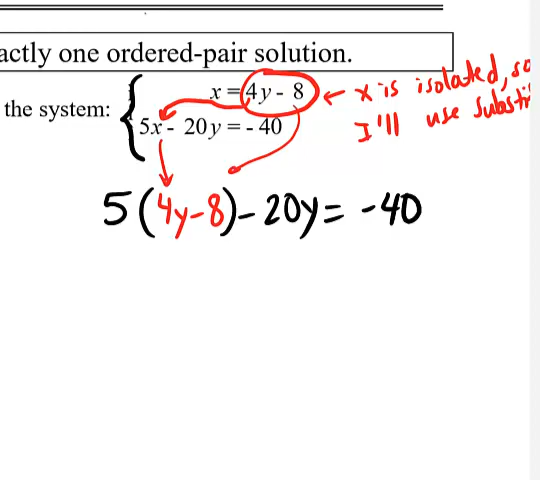 actly one ordered-pair solution.
x = 4y - 8 ← x is isolated, so
the system: 5x - 20y = - 40 I'll use substi
5(4y-8)-20y = -40